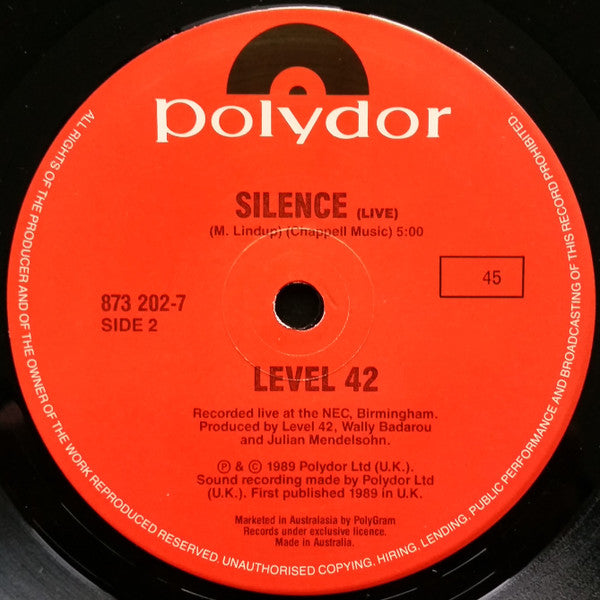 polydor
SILENCE (LIVE)
(M. Lindup) (Chappell Music) 5:00
873 202-7
SIDE 2
45
LEVEL 42
Recorded live at the NEC, Birmingham.
Produced by Level 42, Wally Badarou
and Julian Mendelsohn.
Ⓟ & © 1989 Polydor Ltd (U.K.).
Sound recording made by Polydor Ltd
(U.K.). First published 1989 in U.K.
Marketed in Australasia by PolyGram
Records under exclusive licence.
Made in Australia.
ALL RIGHTS OF THE PRODUCER AND OF THE OWNER OF THE WORK REPRODUCED RESERVED. UNAUTHORISED COPYING, HIRING, LENDING, PUBLIC PERFORMANCE AND BROADCASTING OF THIS RECORD PROHIBITED.